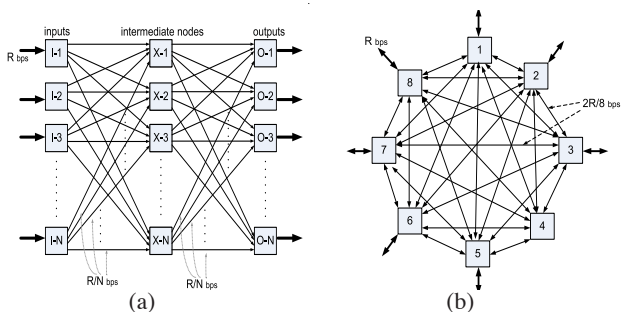 inputs intermediate nodes outputs
R bps
I-1 X-1 O-1
I-2 X-2 O-2
I-3 X-3 O-3
I-N X-N O-N
R/N bps R/N bps
(a)
R bps
1
2
3
4
5
6
7
8
2R/8 bps
(b)